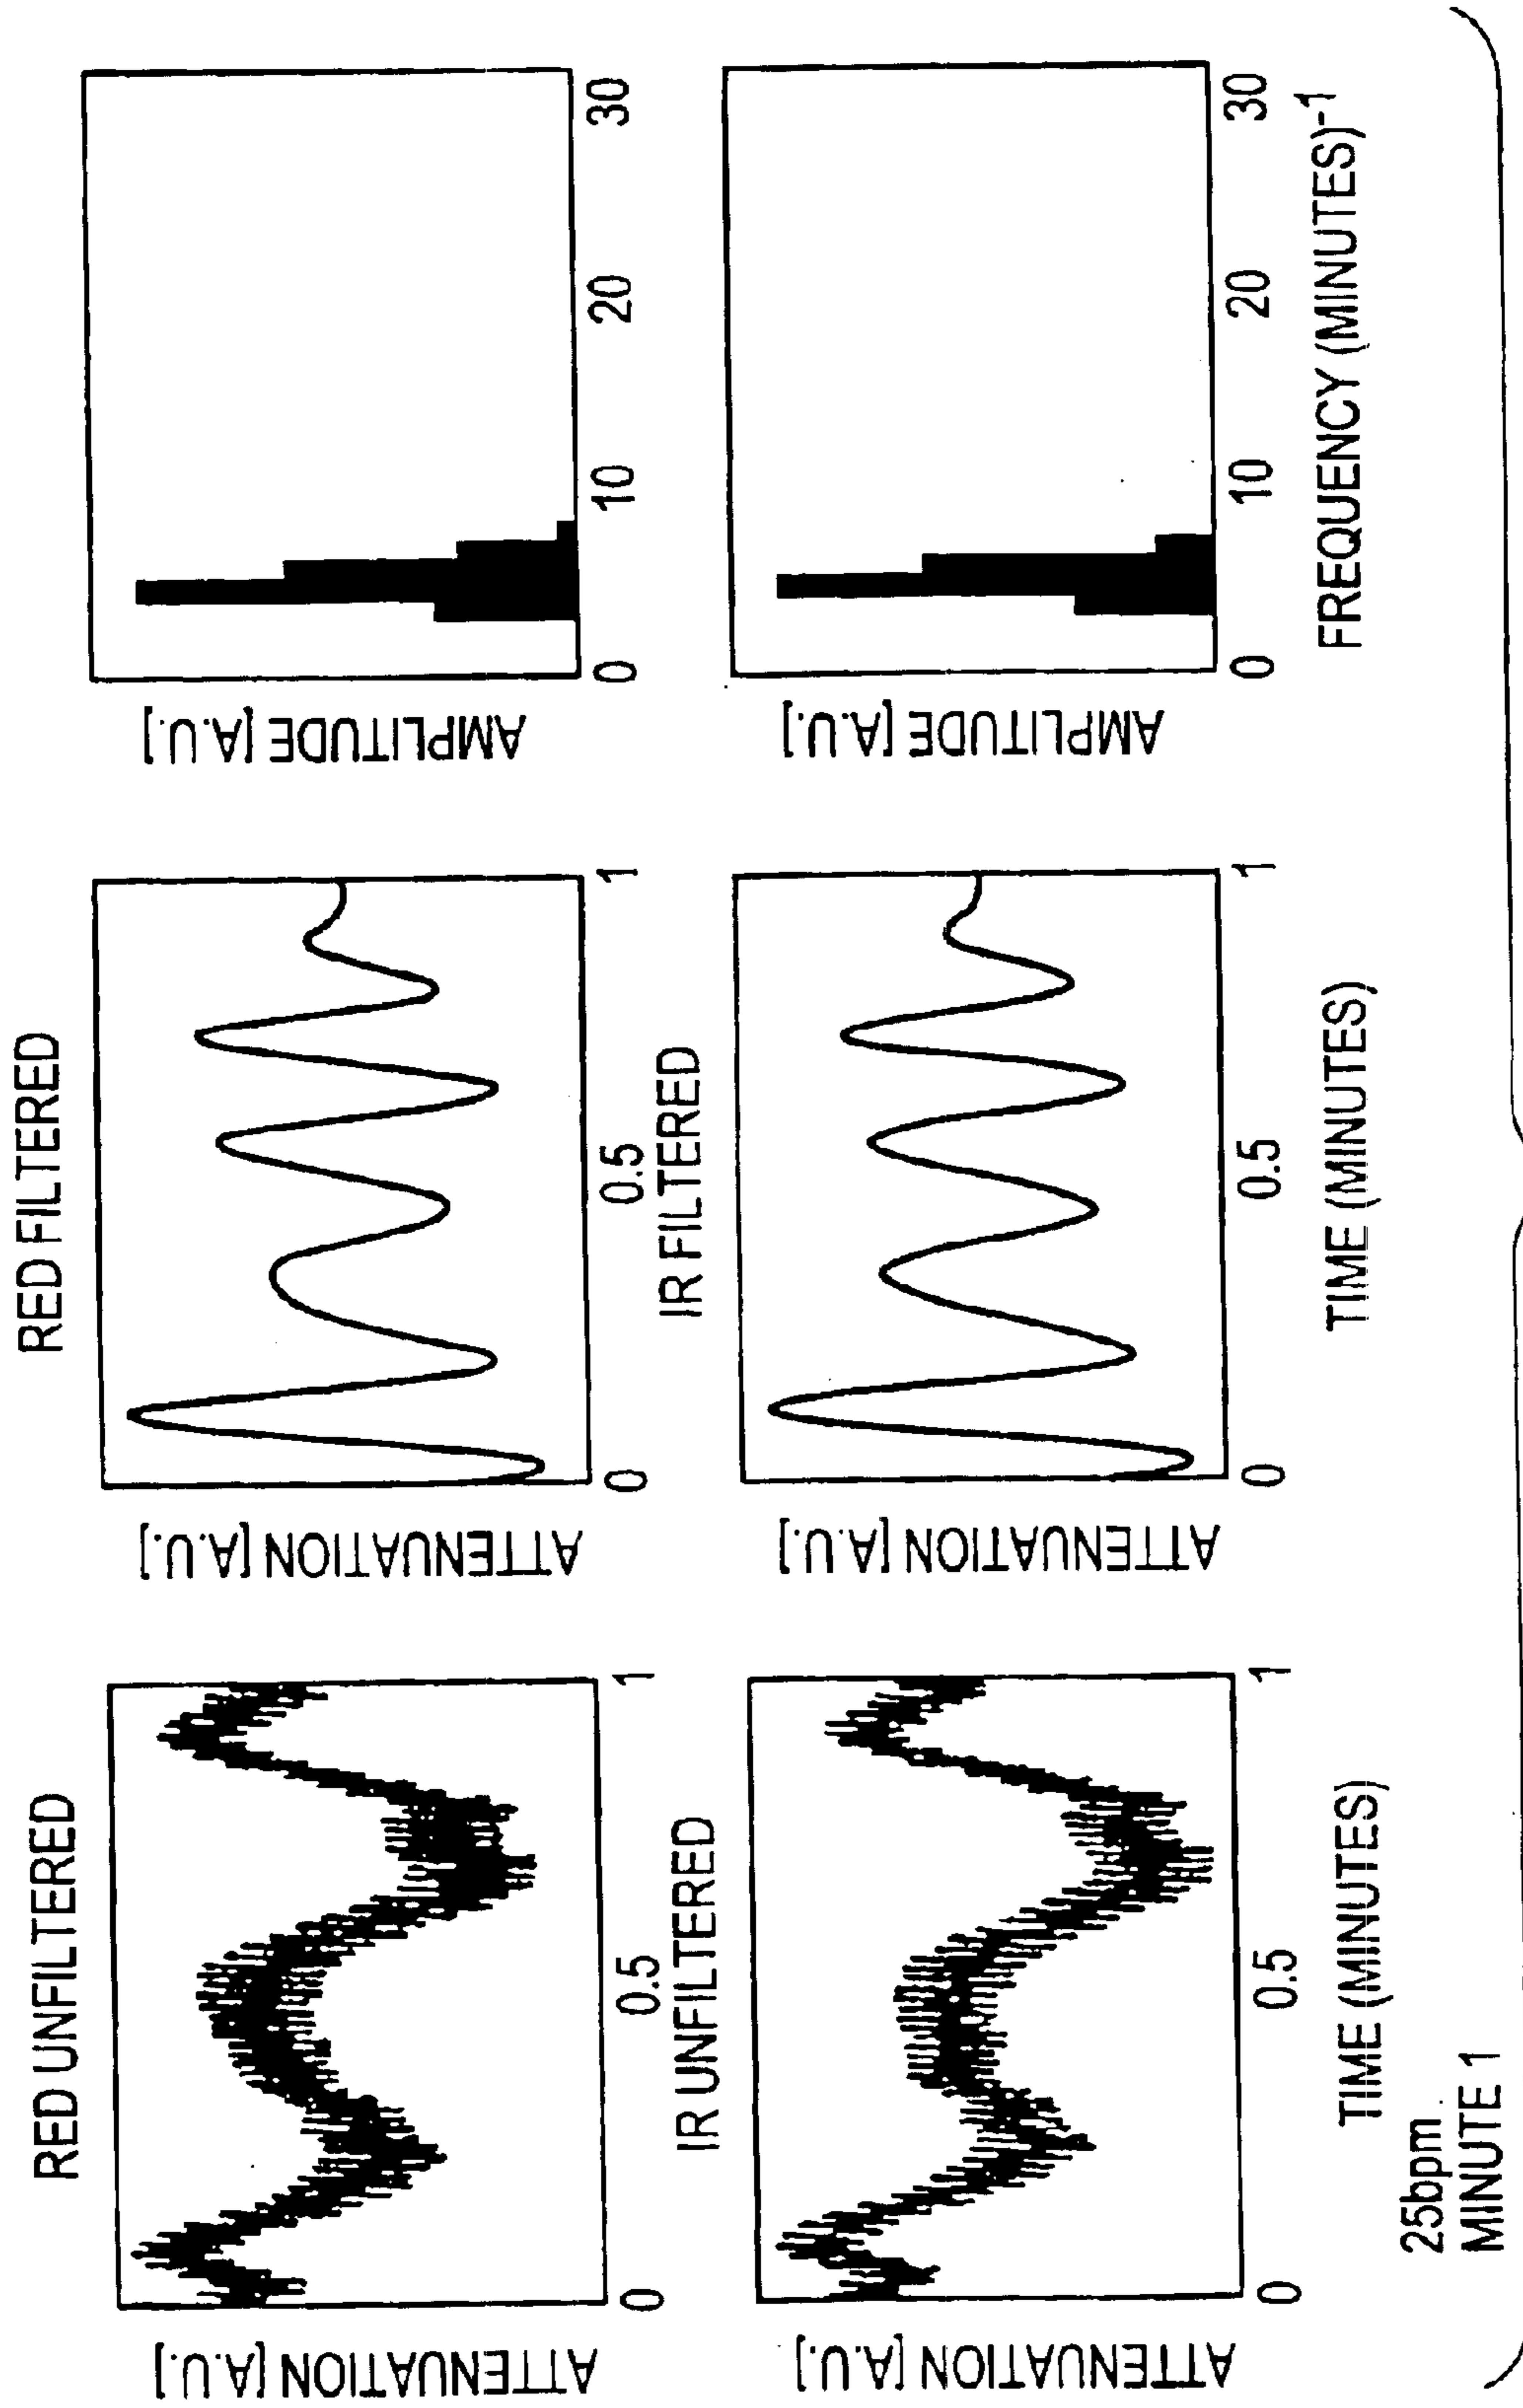 RED UNFILTERED
ATTENUATION [A.U.]
0
0.5
1
RED FILTERED
ATTENUATION [A.U.]
0
0.5
1
AMPLITUDE [A.U.]
0
10
20
30
IR UNFILTERED
ATTENUATION [A.U.]
0
0.5
1
TIME (MINUTES)
IR FILTERED
ATTENUATION [A.U.]
0
0.5
1
TIME (MINUTES)
AMPLITUDE [A.U.]
0
10
20
30
FREQUENCY (MINUTES)-1
25bpm
MINUTE 1